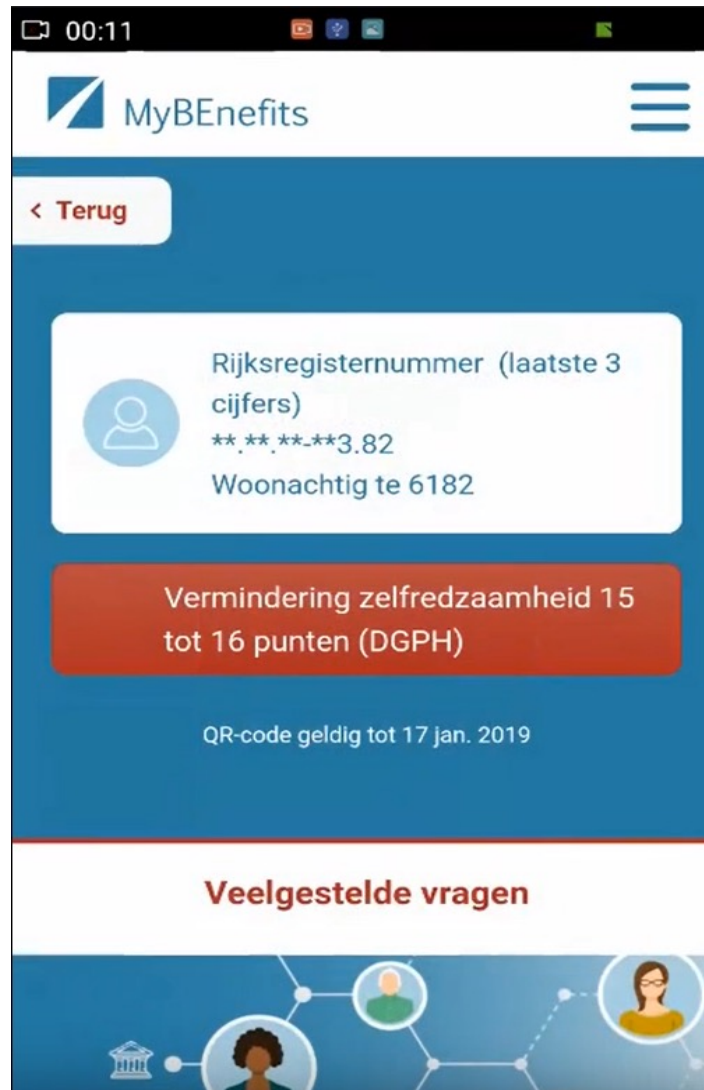 00:11
MyBEnefits
< Terug
Rijksregisternummer (laatste 3
cijfers)
**.**.**-**3.82
Woonachtig te 6182
Vermindering zelfredzaamheid 15
tot 16 punten (DGPH)
QR-code geldig tot 17 jan. 2019
Veelgestelde vragen